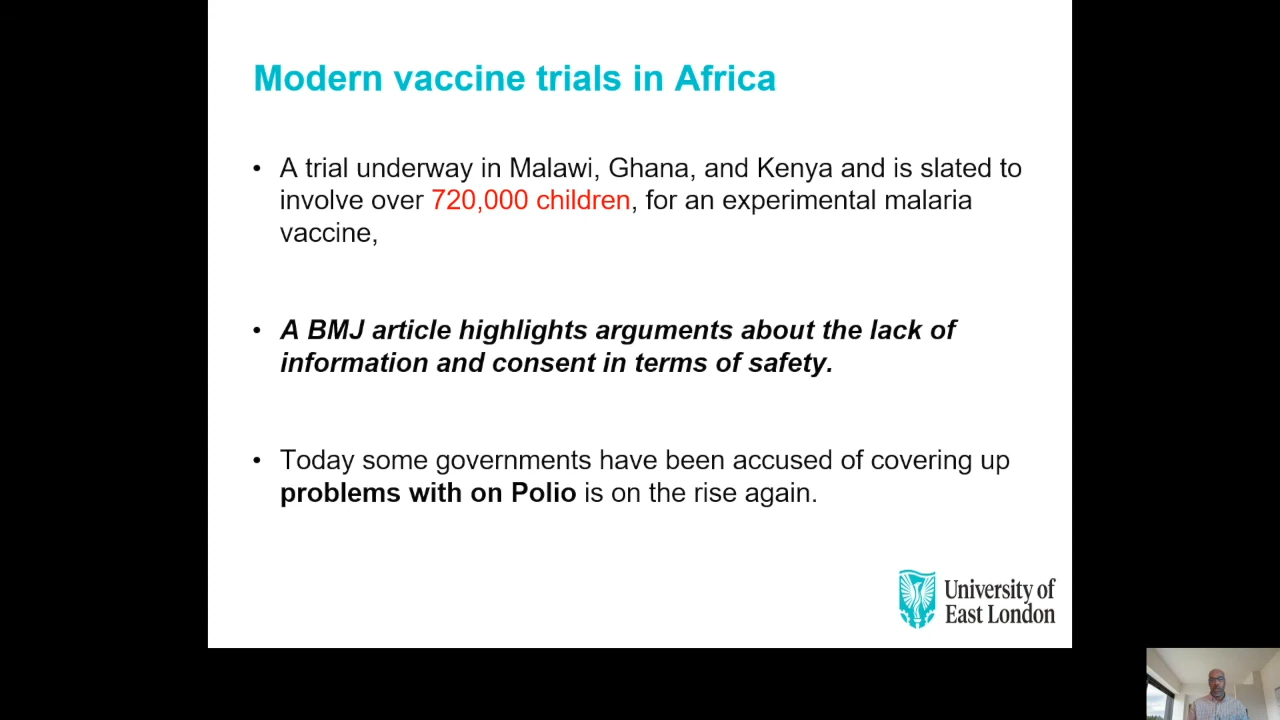 Modern vaccine trials in Africa
• A trial underway in Malawi, Ghana, and Kenya and is slated to
involve over 720,000 children, for an experimental malaria
vaccine,
• A BMJ article highlights arguments about the lack of
information and consent in terms of safety.
• Today some governments have been accused of covering up
problems with on Polio is on the rise again.
University of
East London